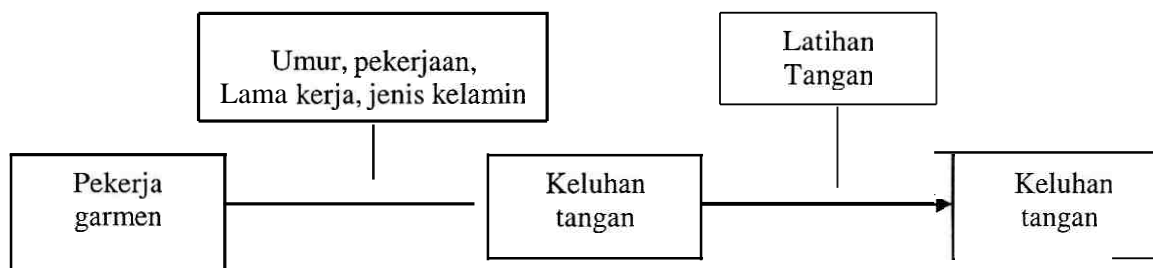 Umur, pekerjaan,
Lama kerja, jenis kelamin
Latihan
Tangan
Pekerja
garmen
Keluhan
tangan
Keluhan
tangan